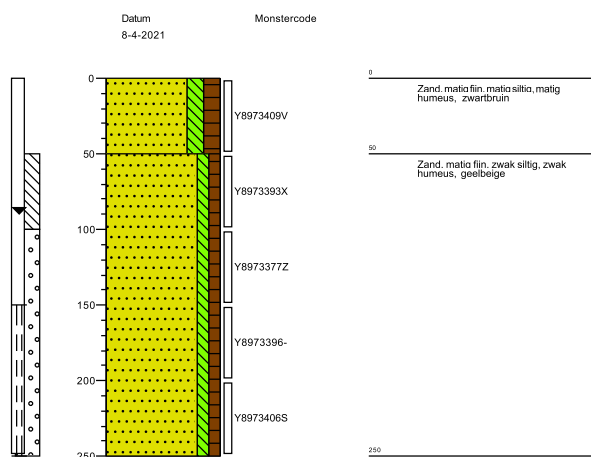 Datum
Monstercode
8-4-2021
0
0
Zand, matig fijn, matig siltig, matig
humeus, zwartbruin
Y8973409V
50
50
Zand, matig fijn, zwak siltig, zwak
humeus, geelbeige
Y8973393X
100
Y8973377Z
150
Y8973396-
200
Y8973406S
250
250